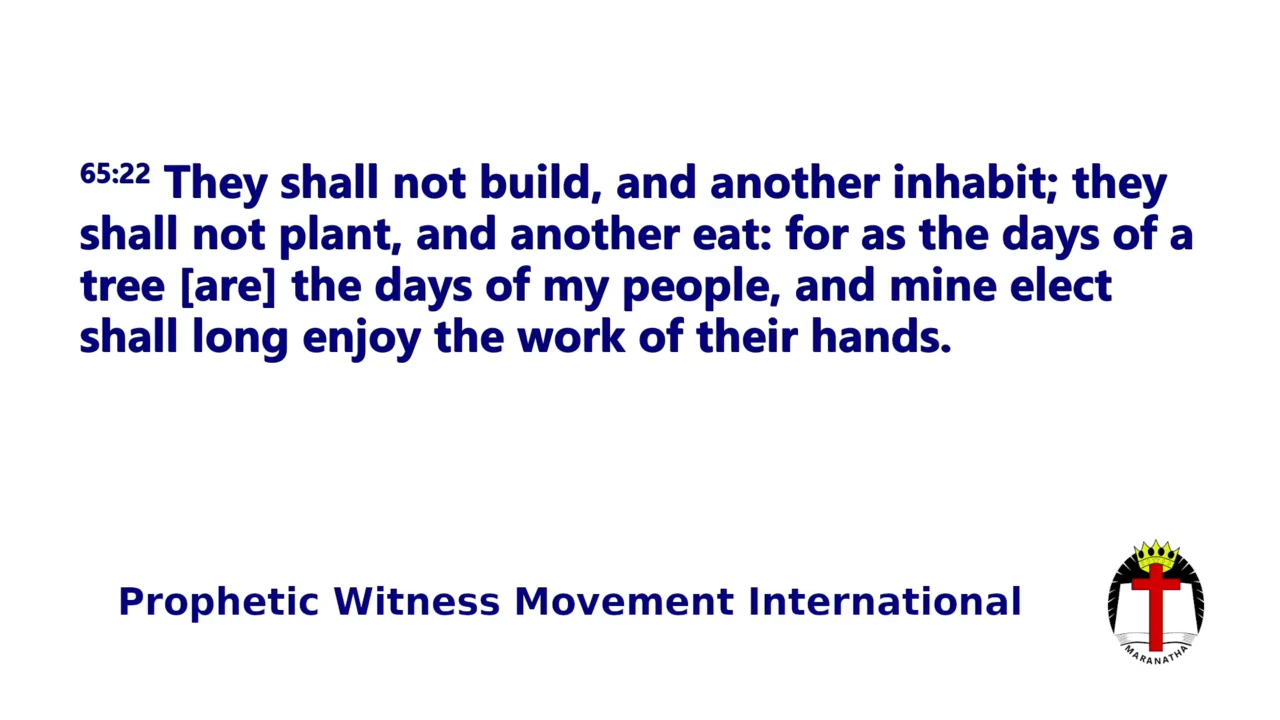 65:22 They shall not build, and another inhabit; they
shall not plant, and another eat: for as the days of a
tree [are] the days of my people, and mine elect
shall long enjoy the work of their hands.
Prophetic Witness Movement International
MARANATHA